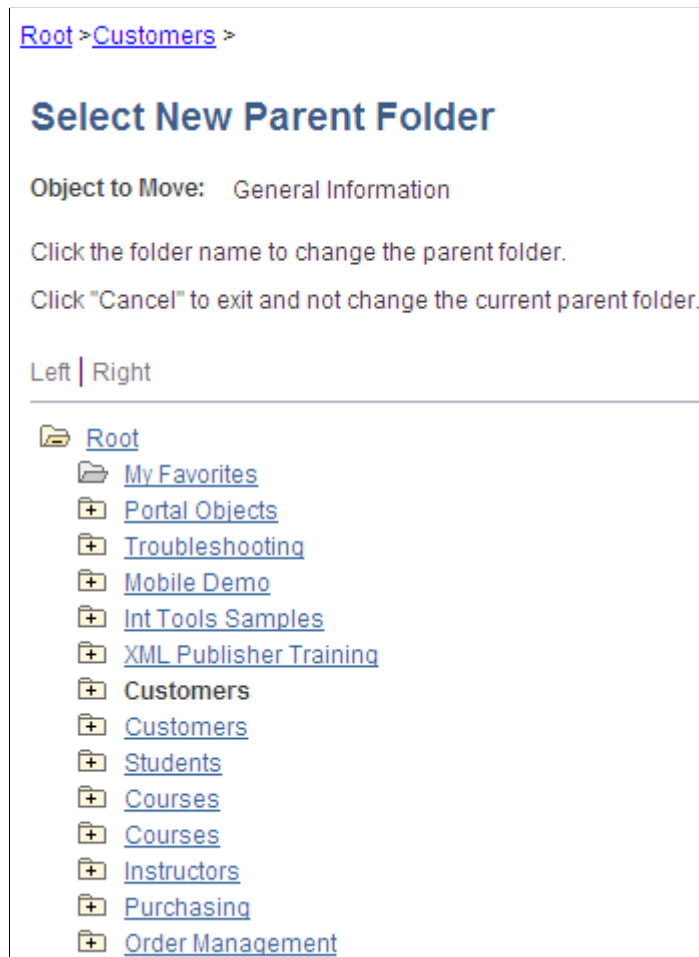 Root >Customers >
Select New Parent Folder
Object to Move: General Information
Click the folder name to change the parent folder.
Click "Cancel" to exit and not change the current parent folder.
Left | Right
Root
My Favorites
Portal Objects
Troubleshooting
Mobile Demo
Int Tools Samples
XML Publisher Training
Customers
Customers
Students
Courses
Courses
Instructors
Purchasing
Order Management